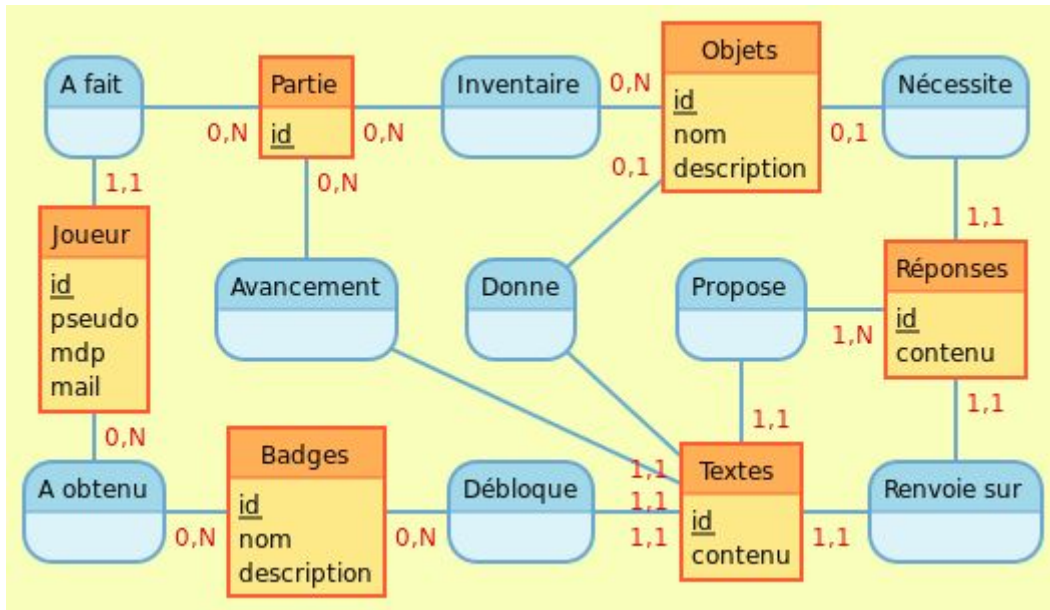 A fait
Partie
id
Inventaire
Objets
id
nom
description
Nécessite
0,N
0,N
0,N
0,1
1,1
0,N
0,1
1,1
Joueur
id
pseudo
mdp
mail
Avancement
Donne
Propose
Réponses
id
contenu
1,N
0,N
1,1
1,1
A obtenu
Badges
id
nom
description
Débloque
1,1
1,1
1,1
Textes
id
contenu
Renvoie sur
0,N
0,N
1,1